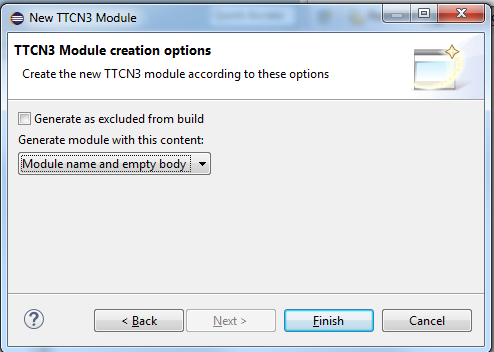 New TTCN3 Module
TTCN3 Module creation options
Create the new TTCN3 module according to these options
Generate as excluded from build
Generate module with this content:
Module name and empty body
? < Back Next > Finish Cancel